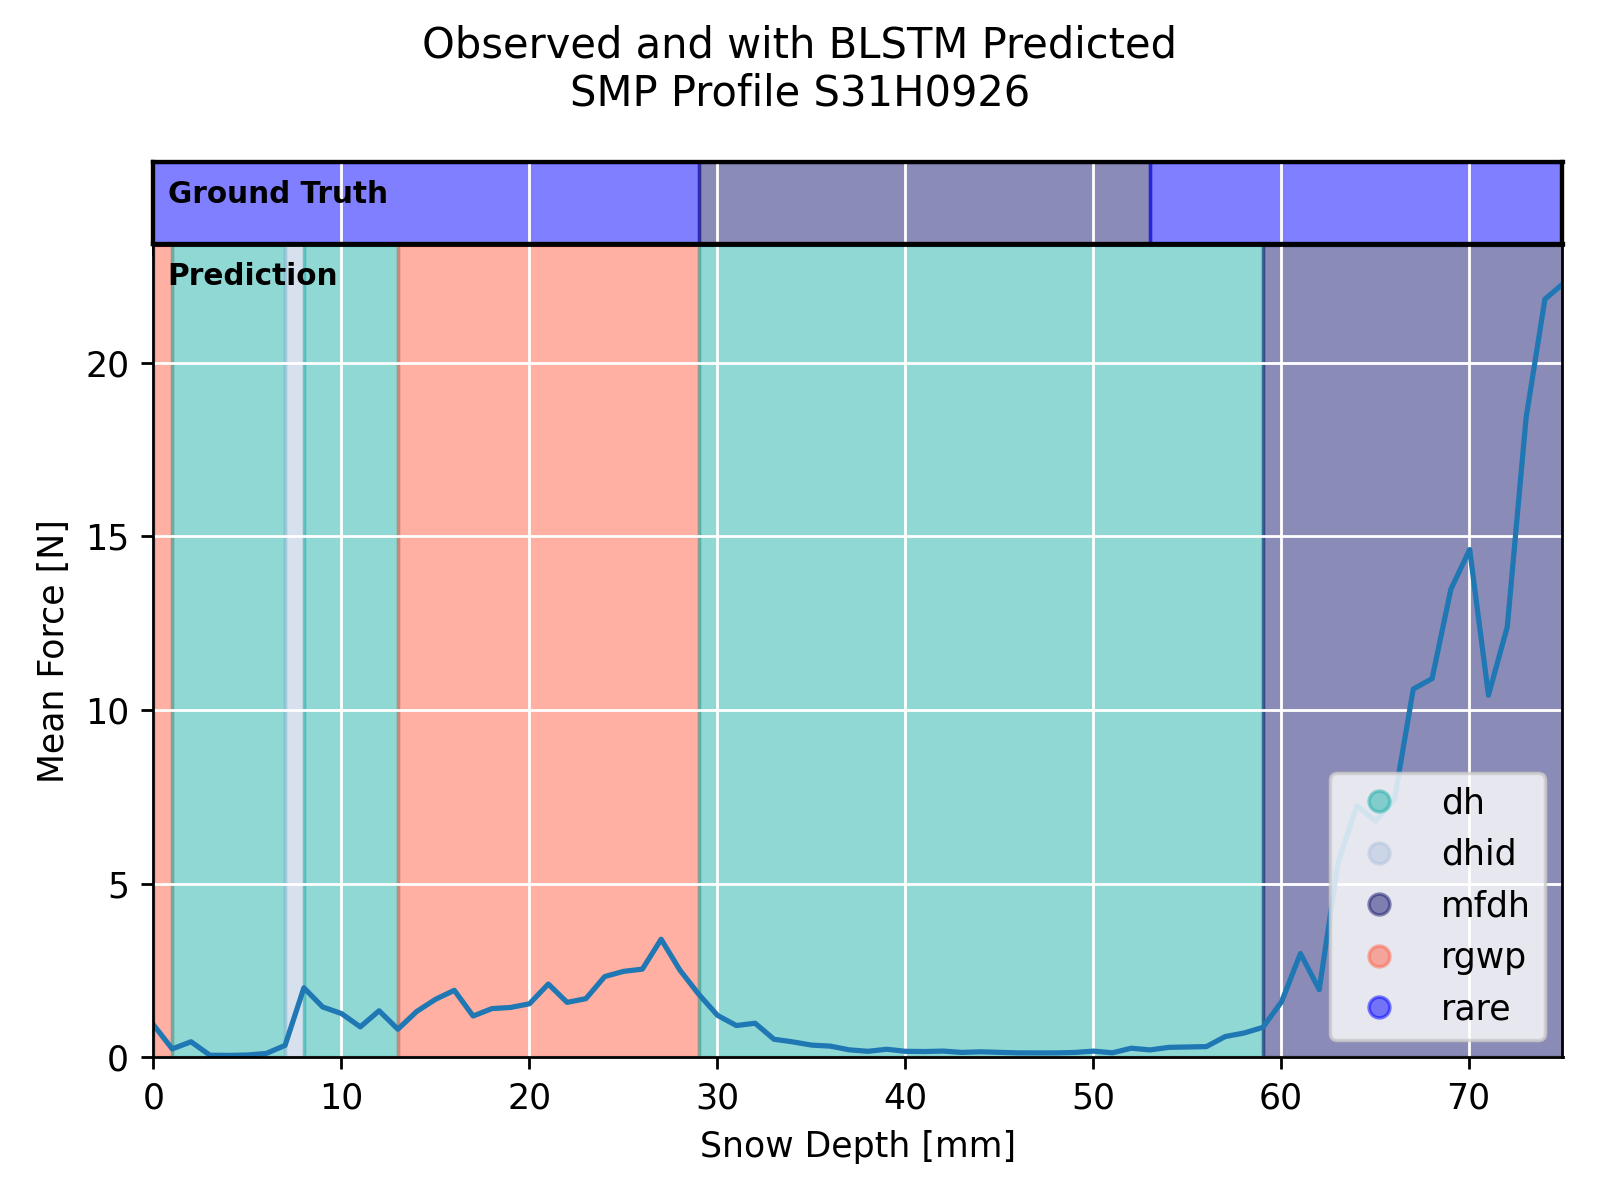 Observed and with BLSTM Predicted
SMP Profile S31H0926
Ground Truth
Prediction
20
15
10
5
0
Mean Force [N]
dh
dhid
mfdh
rgwp
rare
0 10 20 30 40 50 60 70
Snow Depth [mm]